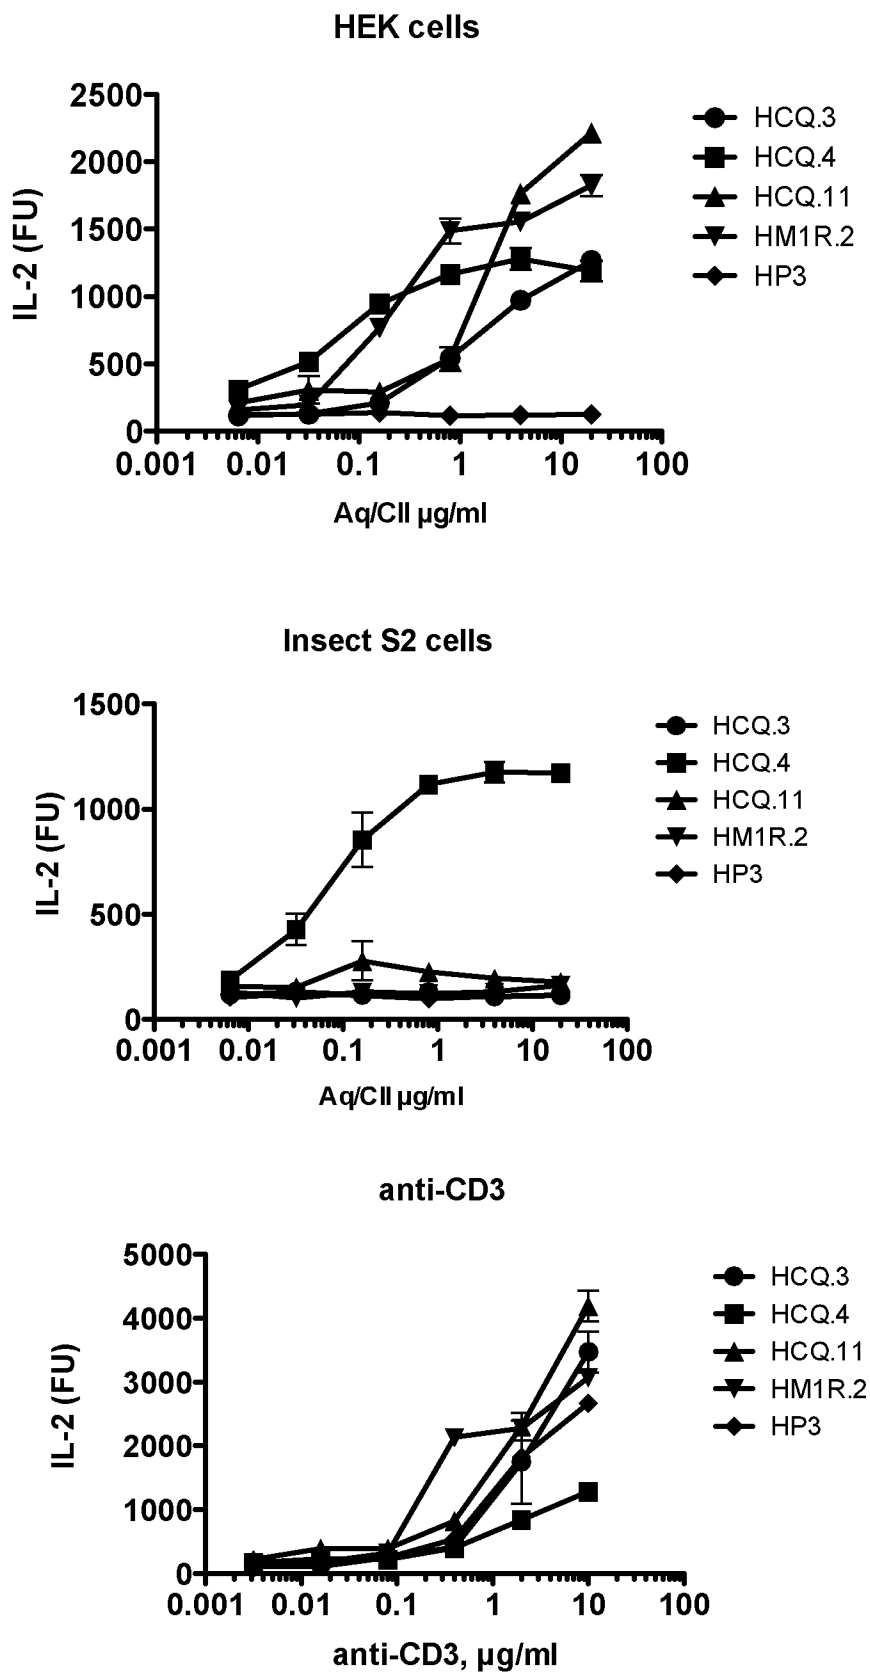 HEK cells
2500
2000
1500
1000
500
0
IL-2 (FU)
0.001 0.01 0.1 1 10 100
Aq/CII µg/ml
HCQ.3
HCQ.4
HCQ.11
HM1R.2
HP3
Insect S2 cells
1500
1000
500
0
IL-2 (FU)
0.001 0.01 0.1 1 10 100
Aq/CII µg/ml
HCQ.3
HCQ.4
HCQ.11
HM1R.2
HP3
anti-CD3
5000
4000
3000
2000
1000
0
IL-2 (FU)
0.001 0.01 0.1 1 10 100
anti-CD3, µg/ml
HCQ.3
HCQ.4
HCQ.11
HM1R.2
HP3